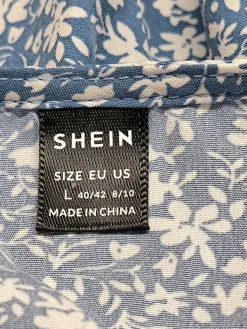 SHEIN
SIZE EU US
L 40/42 8/10
MADE IN CHINA